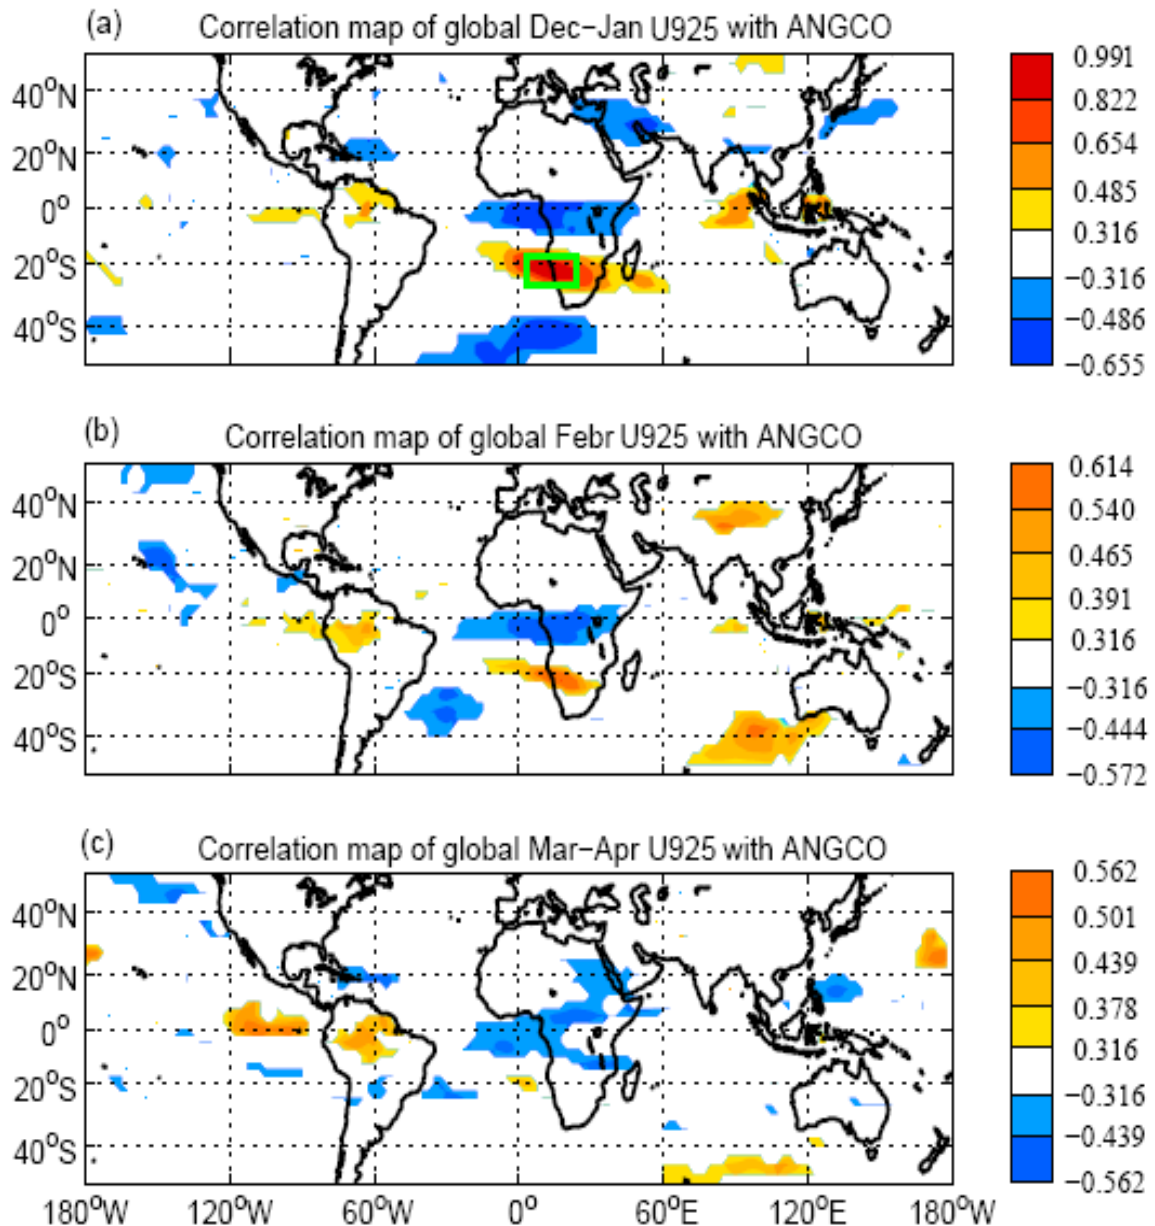 (a) Correlation map of global Dec−Jan U925 with ANGCO
40°N
20°N
0°
20°S
40°S
0.991
0.822
0.654
0.485
0.316
−0.316
−0.486
−0.655
(b) Correlation map of global Febr U925 with ANGCO
40°N
20°N
0°
20°S
40°S
0.614
0.540
0.465
0.391
0.316
−0.316
−0.444
−0.572
(c) Correlation map of global Mar−Apr U925 with ANGCO
40°N
20°N
0°
20°S
40°S
0.562
0.501
0.439
0.378
0.316
−0.316
−0.439
−0.562
180°W 120°W 60°W 0° 60°E 120°E 180°W